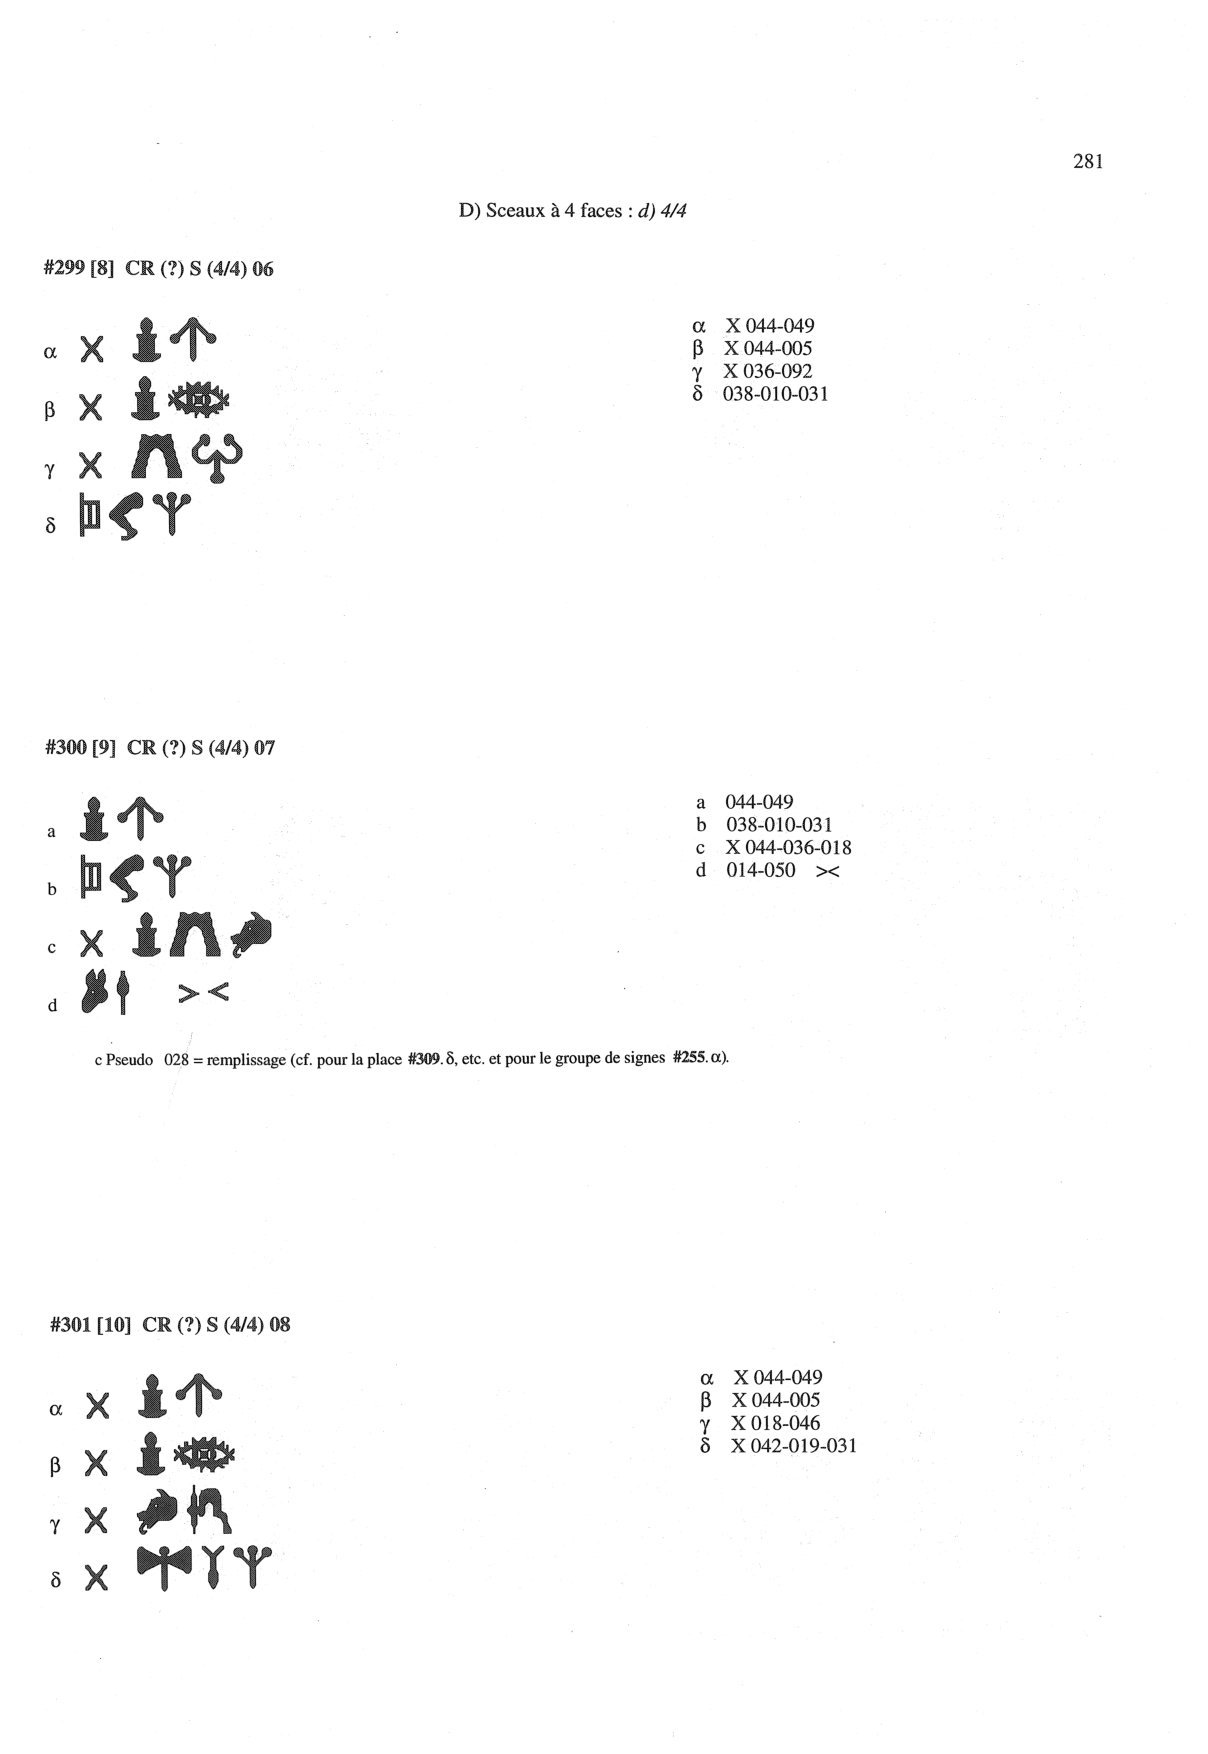 281
D) Sceaux à 4 faces : d) 4/4
#299 [8] CR (?) S (4/4) 06
α X
β X
γ X
δ
α X 044-049
β X 044-005
γ X 036-092
δ 038-010-031
#300 [9] CR (?) S (4/4) 07
a
b
c X
d ><
a 044-049
b 038-010-031
c X 044-036-018
d 014-050 ><
c Pseudo 028 = remplissage (cf. pour la place #309. δ, etc. et pour le groupe de signes #255. α).
#301 [10] CR (?) S (4/4) 08
α X
β X
γ X
δ X
α X 044-049
β X 044-005
γ X 018-046
δ X 042-019-031